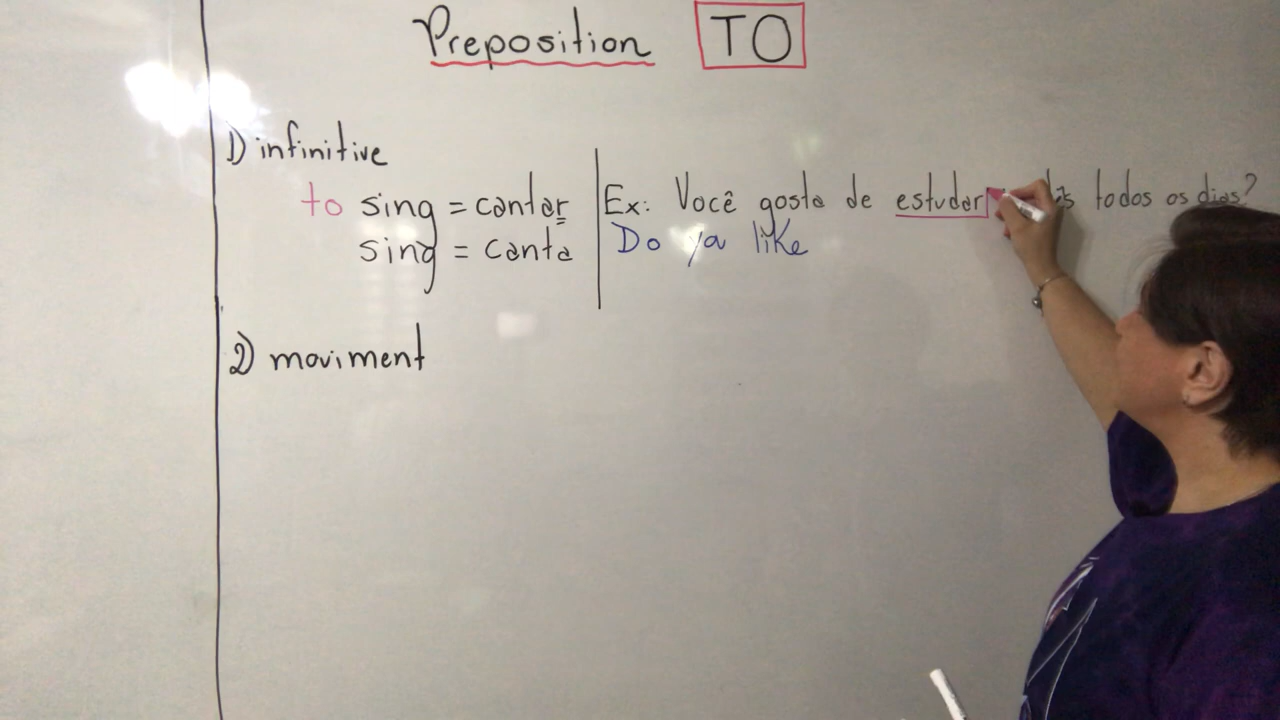 Preposition TO
1) infinitive
to sing = cantar
sing = canta
Ex: Você gosta de estudar todos os dias?
Do ya like
2) moviment